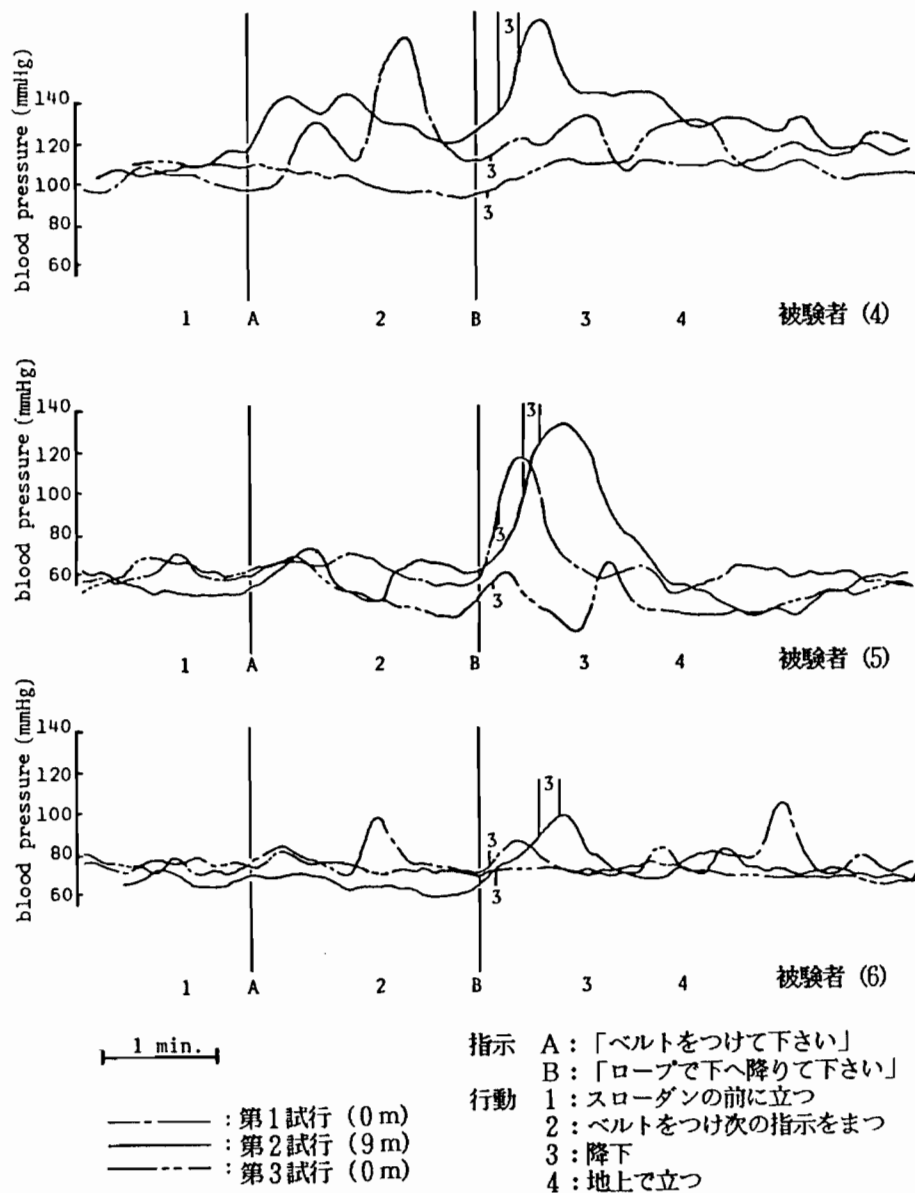 blood pressure (mmHg)
140
120
100
80
60
3
3
3
1 A 2 B 3 4 被験者 (4)
blood pressure (mmHg)
140
120
100
80
60
3
3
3
1 A 2 B 3 4 被験者 (5)
blood pressure (mmHg)
140
120
100
80
60
3
3
3
1 A 2 B 3 4 被験者 (6)
1 min.
:第1試行 (0m)
:第2試行 (9m)
:第3試行 (0m)
指示 A:「ベルトをつけて下さい」
B:「ロープで下へ降りて下さい」
行動 1:スローダンの前に立つ
2:ベルトをつけ次の指示をまつ
3:降下
4:地上で立つ